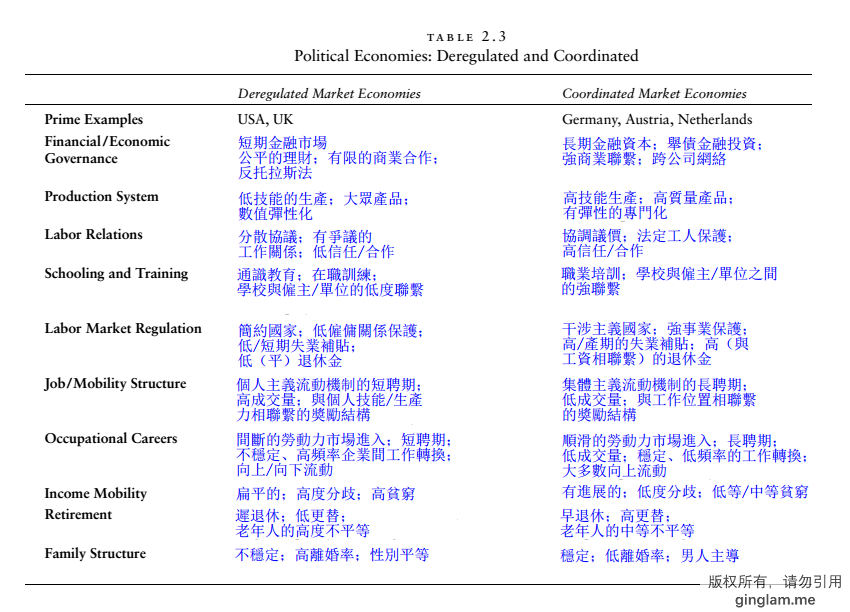 TABLE 2.3
Political Economies: Deregulated and Coordinated
Deregulated Market Economies
Coordinated Market Economies
Prime Examples
USA, UK
Germany, Austria, Netherlands
Financial/Economic
Governance
短期金融市場
公平的理財；有限的商業合作；
反托拉斯法
長期金融資本；舉債金融投資；
強商業聯繫；跨公司網絡
Production System
低技能的生產；大眾產品；
數值彈性化
高技能生產；高質量產品；
有彈性的專門化
Labor Relations
分散協議；有爭議的
工作關係；低信任/合作
協調議價；法定工人保護；
高信任/合作
Schooling and Training
通識教育；在職訓練；
學校與僱主/單位的低度聯繫
職業培訓；學校與僱主/單位之間
的強聯繫
Labor Market Regulation
簡約國家；低僱傭關係保護；
低/短期失業補貼；
低（平）退休金
干涉主義國家；強事業保護；
高/產期的失業補貼；高（與
工資相聯繫）的退休金
Job/Mobility Structure
個人主義流動機制的短聘期；
高成交量；與個人技能/生產
力相聯繫的獎勵結構
集體主義流動機制的長聘期；
低成交量；與工作位置相聯繫
的獎勵結構
Occupational Careers
間斷的勞動力市場進入；短聘期；
不穩定、高頻率企業間工作轉換；
向上/向下流動
順滑的勞動力市場進入；長聘期；
低成交量；穩定、低頻率的工作轉換；
大多數向上流動
Income Mobility
扁平的；高度分歧；高貧窮
有進展的；低度分歧；低等/中等貧窮
Retirement
遲退休；低更替；
老年人的高度不平等
早退休；高更替；
老年人的中等不平等
Family Structure
不穩定；高離婚率；性別平等
穩定；低離婚率；男人主導
版权所有，请勿引用
ginglam.me